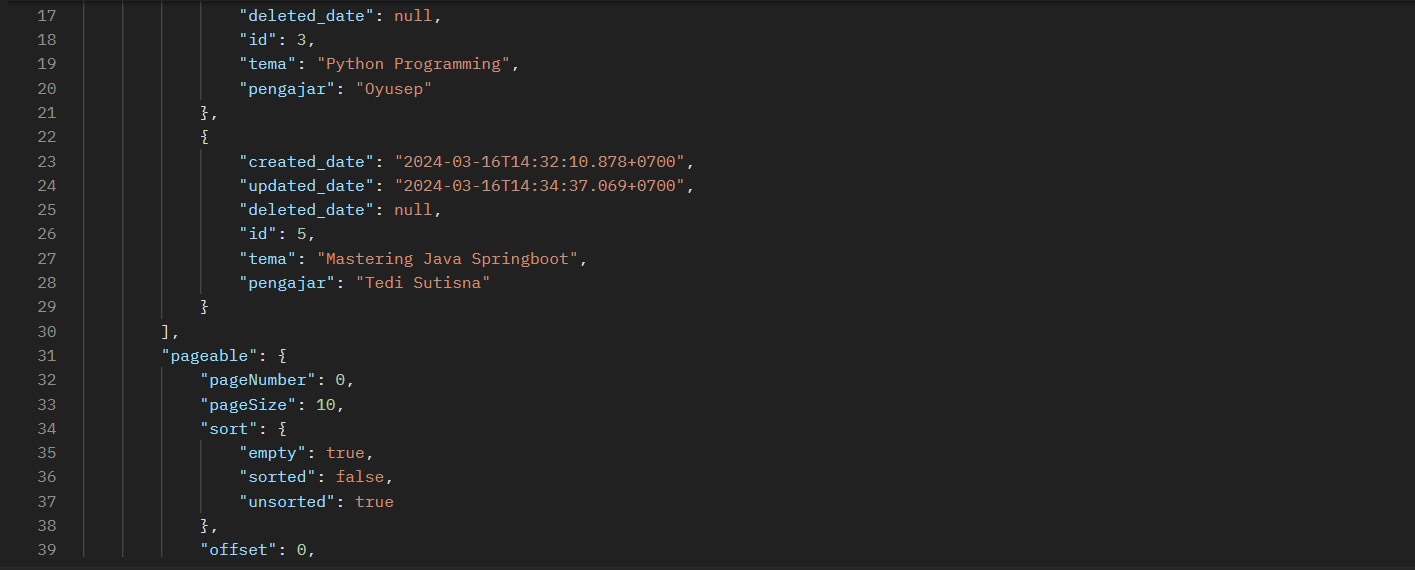 17 "deleted_date": null,
18 "id": 3,
19 "tema": "Python Programming",
20 "pengajar": "Oyusep"
21 },
22 {
23 "created_date": "2024-03-16T14:32:10.878+0700",
24 "updated_date": "2024-03-16T14:34:37.069+0700",
25 "deleted_date": null,
26 "id": 5,
27 "tema": "Mastering Java Springboot",
28 "pengajar": "Tedi Sutisna"
29 }
30 ],
31 "pageable": {
32 "pageNumber": 0,
33 "pageSize": 10,
34 "sort": {
35 "empty": true,
36 "sorted": false,
37 "unsorted": true
38 },
39 "offset": 0,